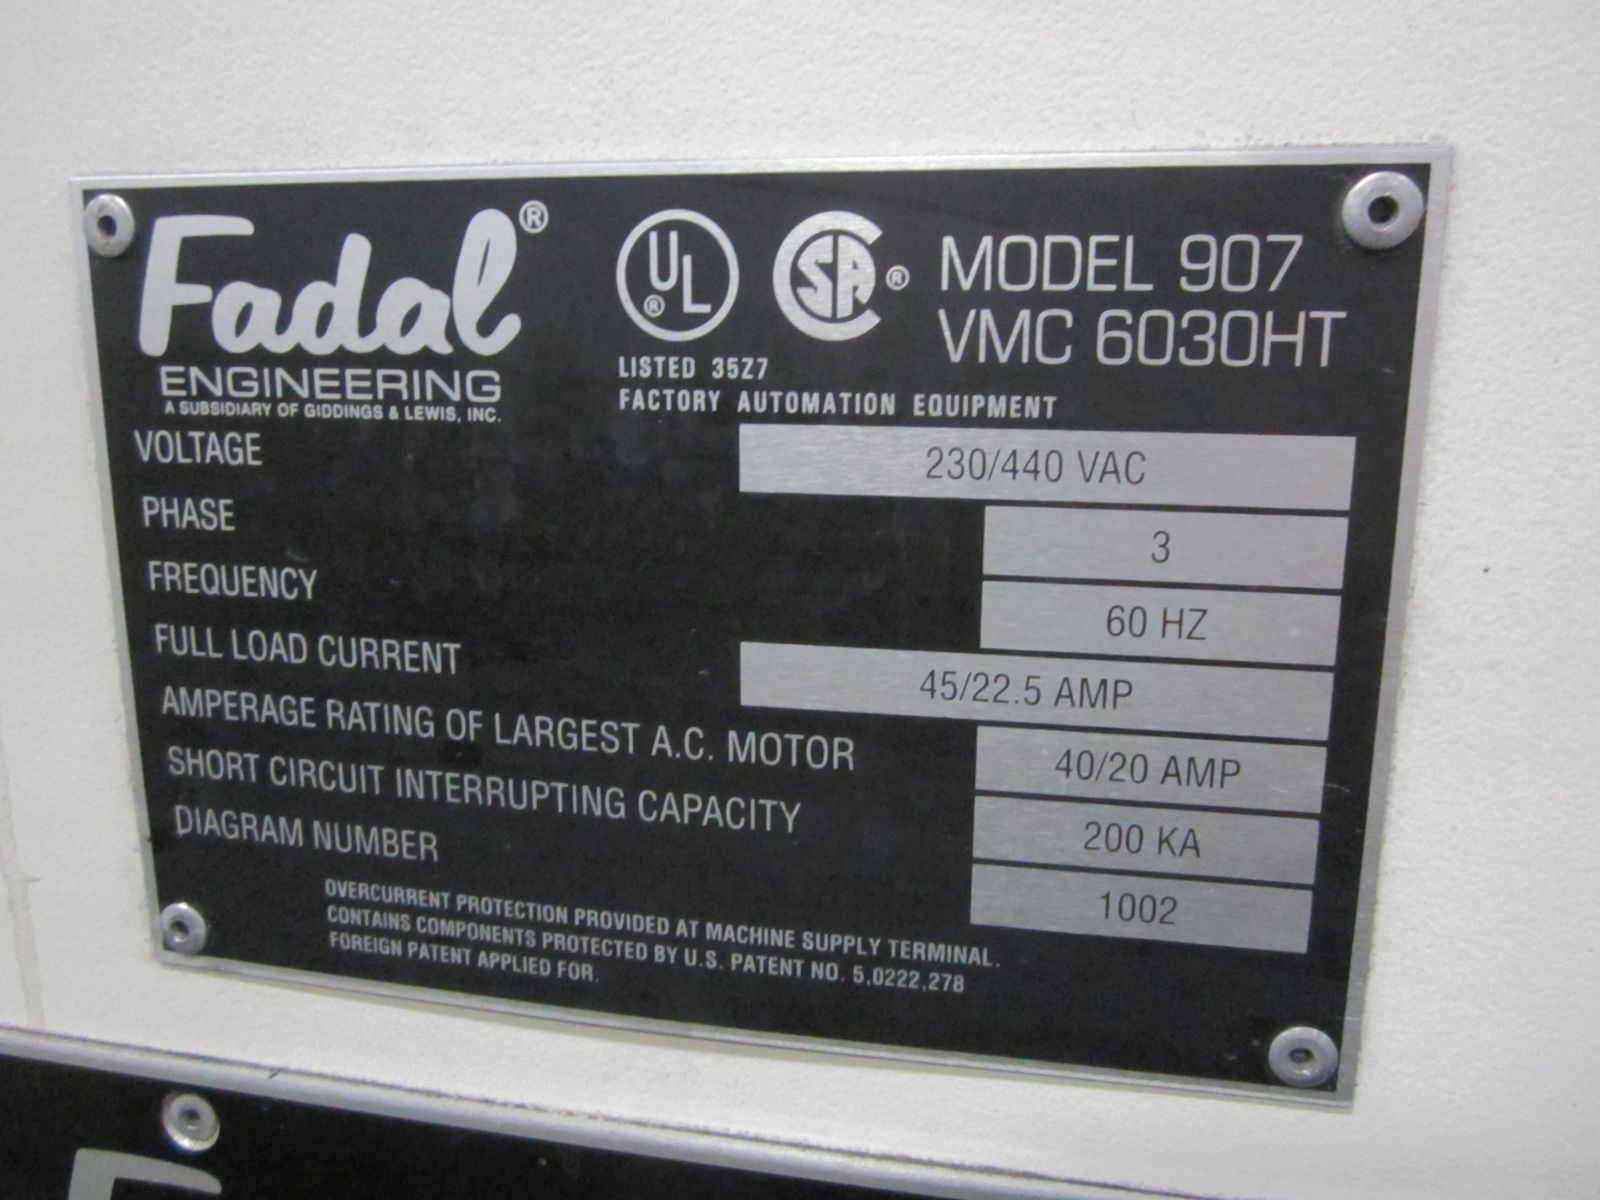 Fadal®
ENGINEERING
A SUBSIDIARY OF GIDDINGS & LEWIS, INC.
UL®
SA®
LISTED 35Z7
FACTORY AUTOMATION EQUIPMENT
MODEL 907
VMC 6030HT
VOLTAGE 230/440 VAC
PHASE 3
FREQUENCY 60 HZ
FULL LOAD CURRENT 45/22.5 AMP
AMPERAGE RATING OF LARGEST A.C. MOTOR 40/20 AMP
SHORT CIRCUIT INTERRUPTING CAPACITY 200 KA
DIAGRAM NUMBER 1002
OVERCURRENT PROTECTION PROVIDED AT MACHINE SUPPLY TERMINAL.
CONTAINS COMPONENTS PROTECTED BY U.S. PATENT NO. 5,0222,278
FOREIGN PATENT APPLIED FOR.